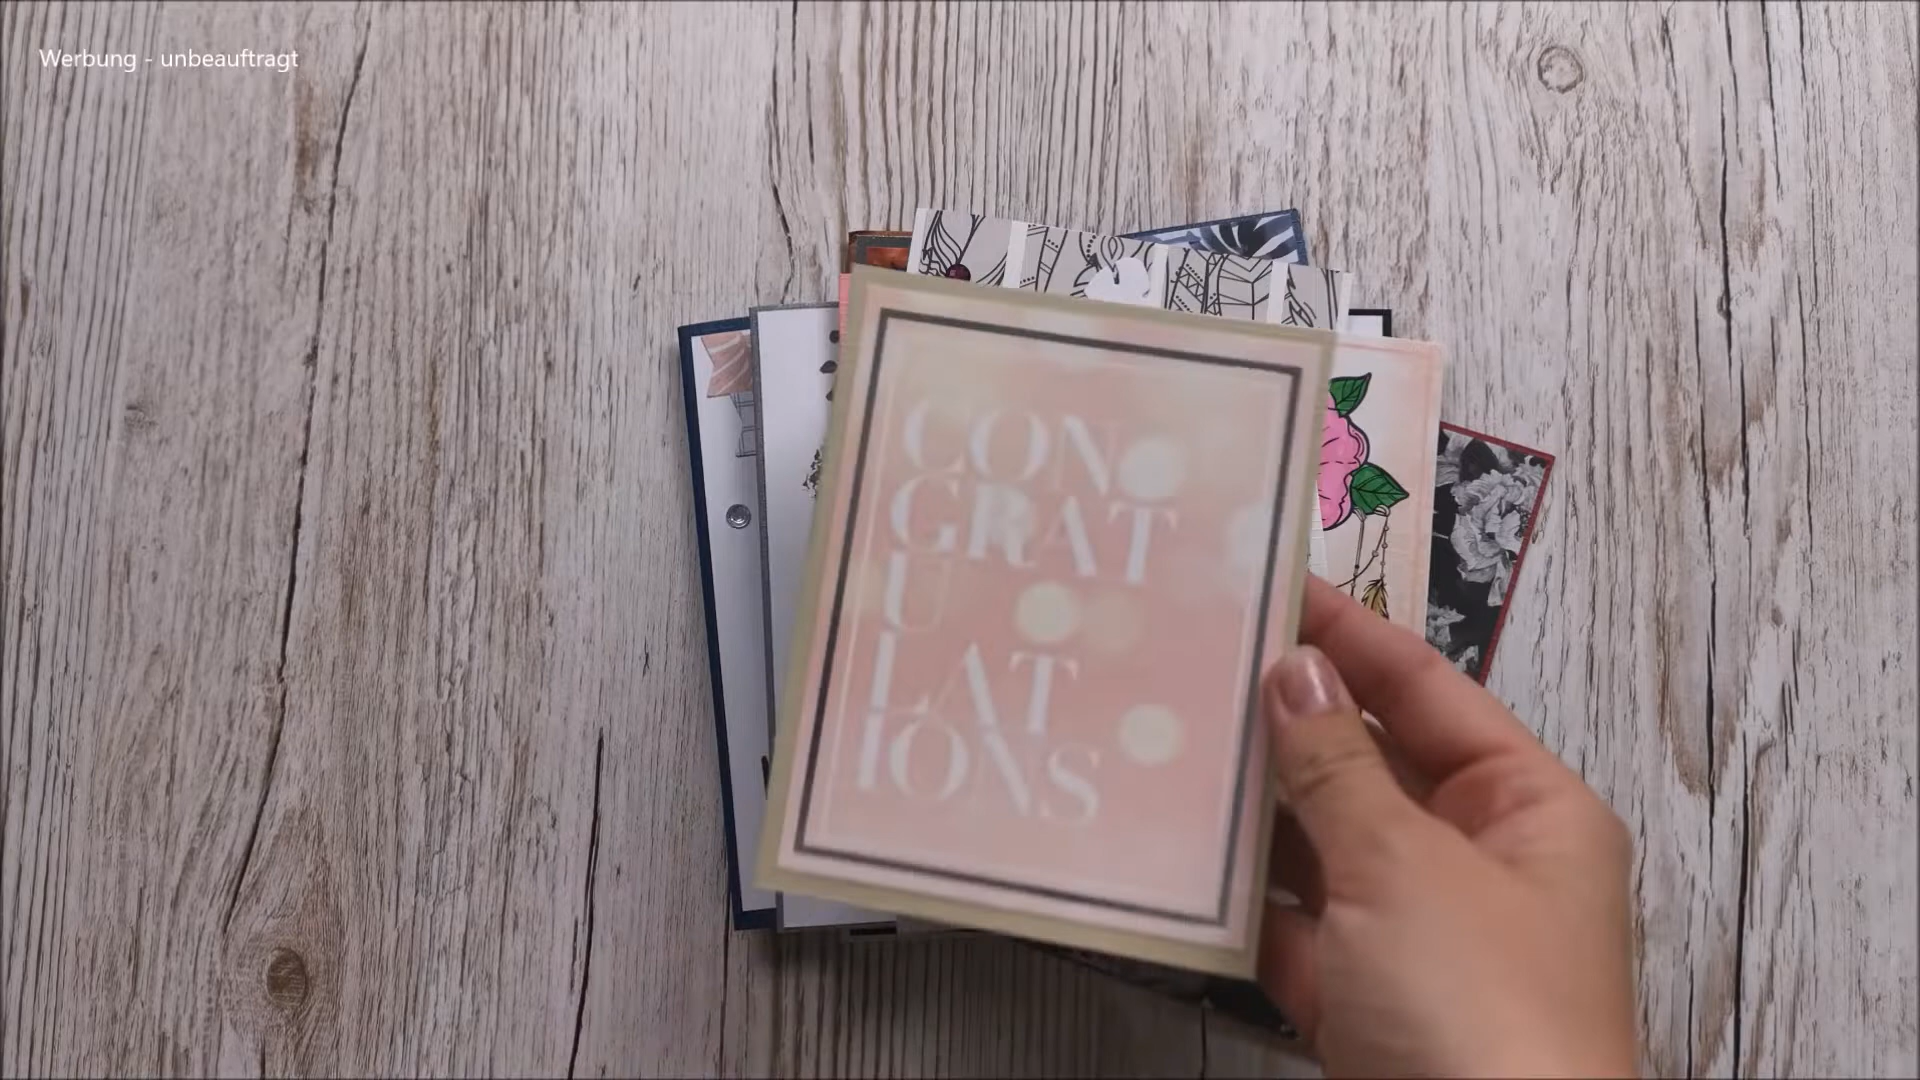 Werbung - unbeauftragt
CON
GRAT
U
LAT
IONS